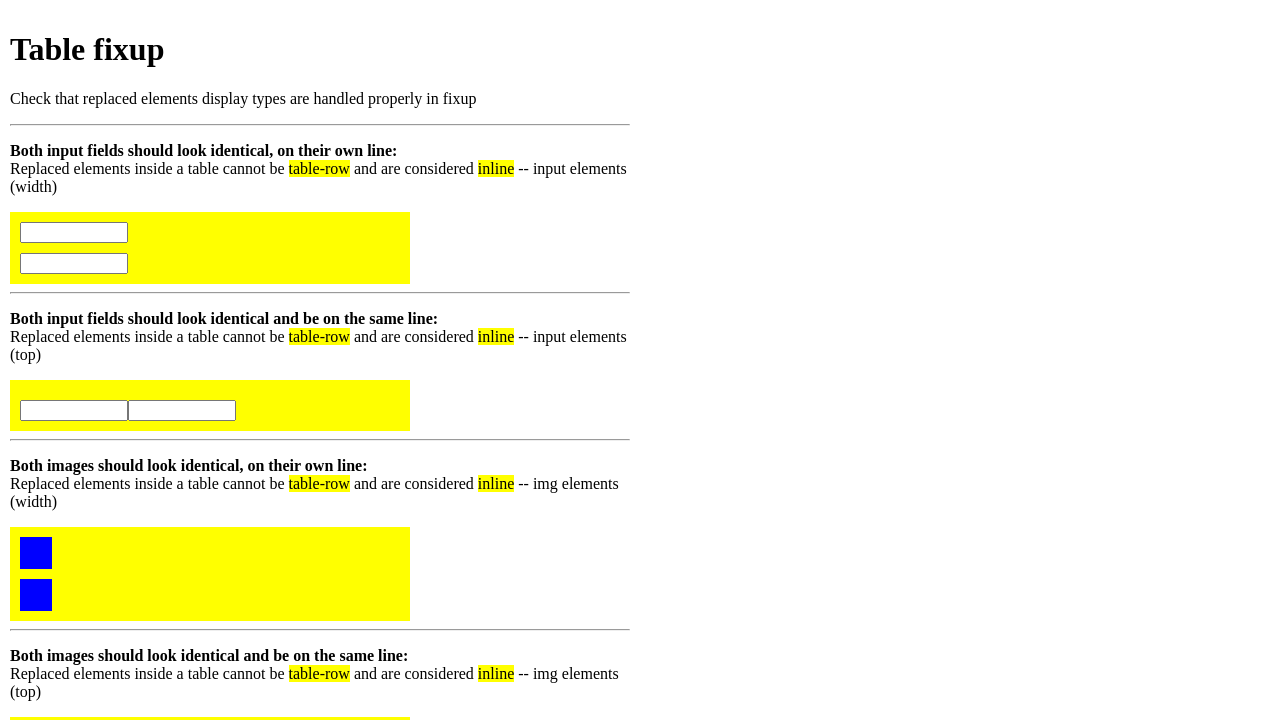 Table fixup
Check that replaced elements display types are handled properly in fixup
Both input fields should look identical, on their own line:
Replaced elements inside a table cannot be table-row and are considered inline -- input elements
(width)
Both input fields should look identical and be on the same line:
Replaced elements inside a table cannot be table-row and are considered inline -- input elements
(top)
Both images should look identical, on their own line:
Replaced elements inside a table cannot be table-row and are considered inline -- img elements
(width)
Both images should look identical and be on the same line:
Replaced elements inside a table cannot be table-row and are considered inline -- img elements
(top)